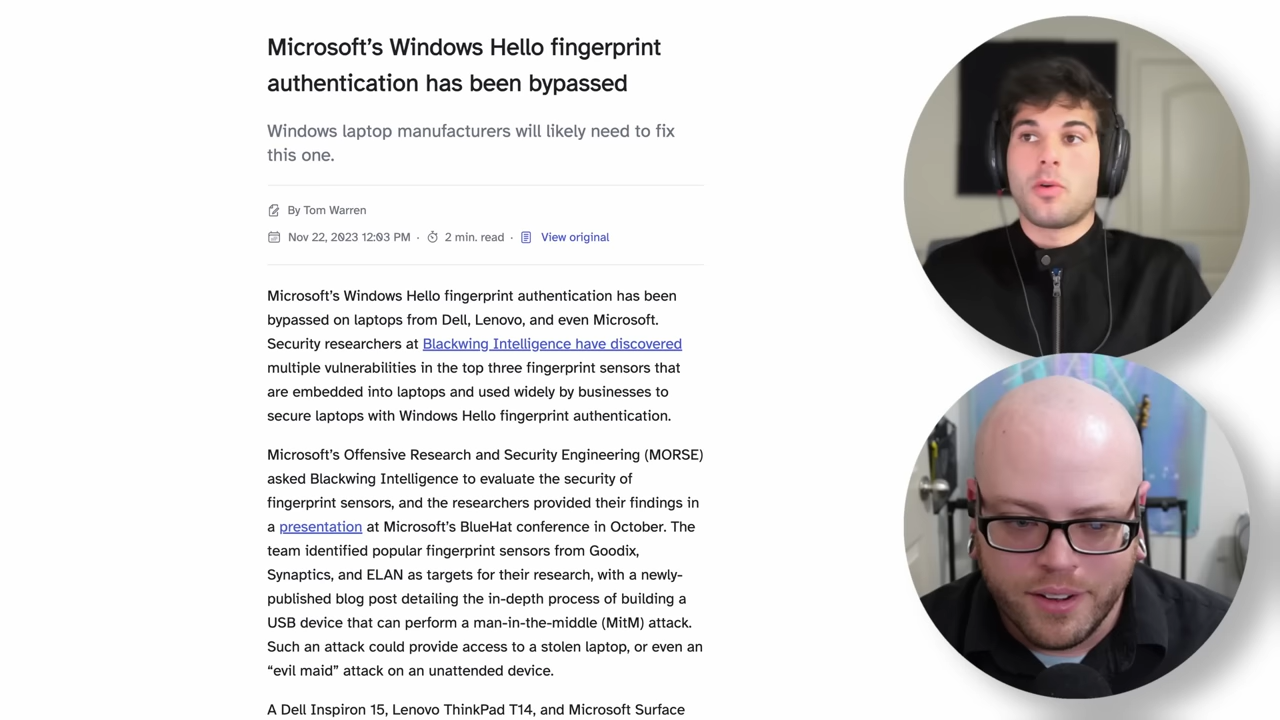 Microsoft’s Windows Hello fingerprint
authentication has been bypassed
Windows laptop manufacturers will likely need to fix
this one.
By Tom Warren
Nov 22, 2023 12:03 PM · 2 min. read · View original
Microsoft’s Windows Hello fingerprint authentication has been
bypassed on laptops from Dell, Lenovo, and even Microsoft.
Security researchers at Blackwing Intelligence have discovered
multiple vulnerabilities in the top three fingerprint sensors that
are embedded into laptops and used widely by businesses to
secure laptops with Windows Hello fingerprint authentication.
Microsoft’s Offensive Research and Security Engineering (MORSE)
asked Blackwing Intelligence to evaluate the security of
fingerprint sensors, and the researchers provided their findings in
a presentation at Microsoft’s BlueHat conference in October. The
team identified popular fingerprint sensors from Goodix,
Synaptics, and ELAN as targets for their research, with a newly-
published blog post detailing the in-depth process of building a
USB device that can perform a man-in-the-middle (MitM) attack.
Such an attack could provide access to a stolen laptop, or even an
“evil maid” attack on an unattended device.
A Dell Inspiron 15, Lenovo ThinkPad T14, and Microsoft Surface